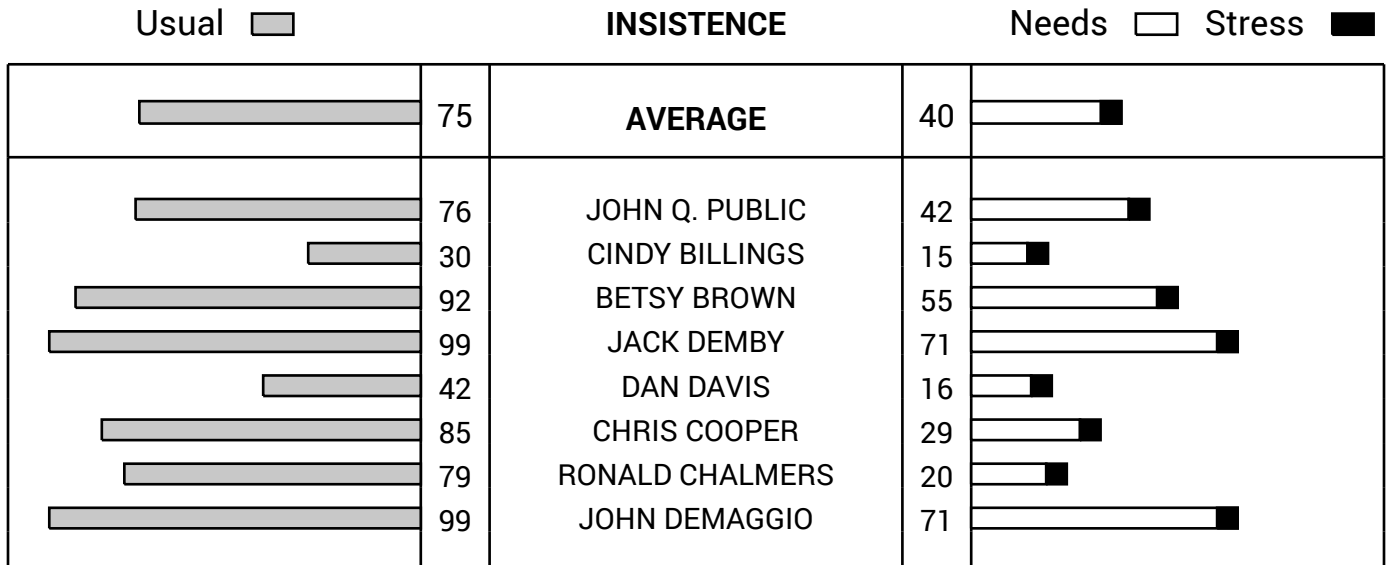 Usual INSISTENCE Needs Stress
75 AVERAGE 40
76 JOHN Q. PUBLIC 42
30 CINDY BILLINGS 15
92 BETSY BROWN 55
99 JACK DEMBY 71
42 DAN DAVIS 16
85 CHRIS COOPER 29
79 RONALD CHALMERS 20
99 JOHN DEMAGGIO 71